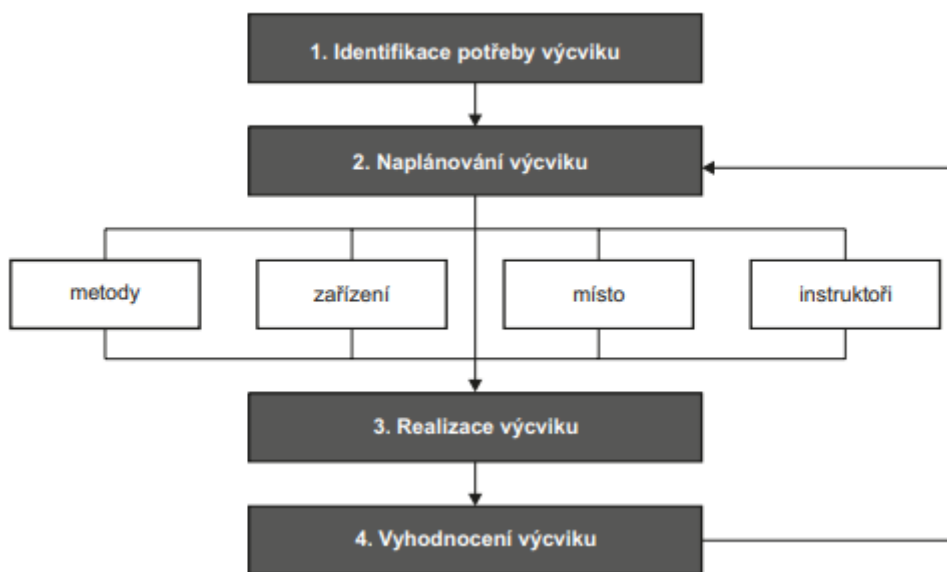 1. Identifikace potřeby výcviku
2. Naplánování výcviku
metody
zařízení
místo
instruktoři
3. Realizace výcviku
4. Vyhodnocení výcviku